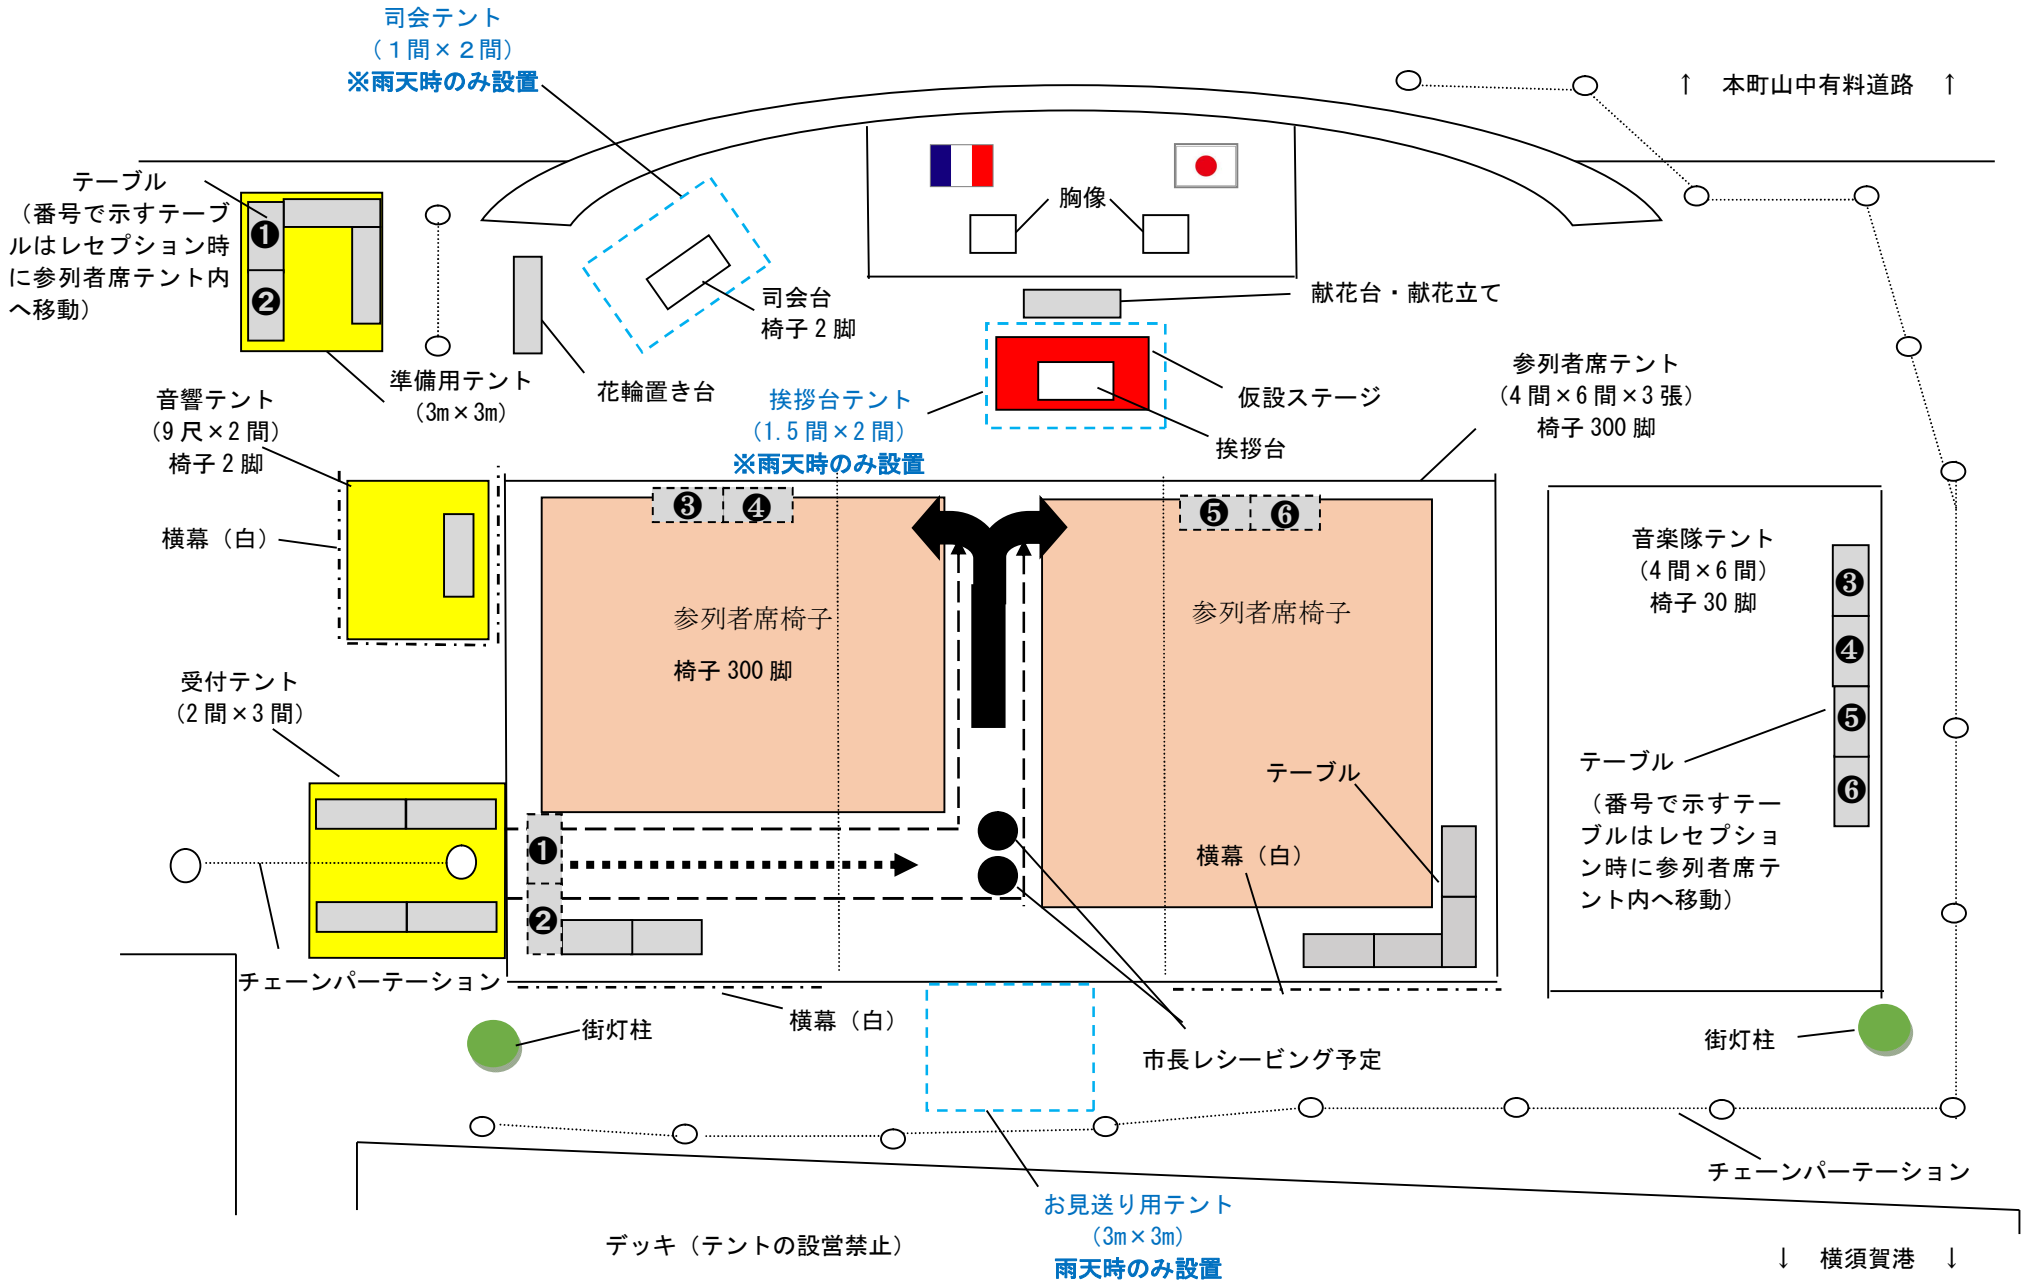 司会テント
（１間×２間）
※雨天時のみ設置
↑　本町山中有料道路　↑
テーブル
（番号で示すテーブ
ルはレセプション時
に参列者席テント内
へ移動）
❶
❷
胸像
司会台
椅子2脚
献花台・献花立て
準備用テント
（3m×3m）
花輪置き台
仮設ステージ
挨拶台
挨拶台テント
（1.5間×2間）
※雨天時のみ設置
参列者席テント
（4間×6間×3張）
椅子300脚
音響テント
（9尺×2間）
椅子2脚
横幕（白）
❸
❹
❺
❻
参列者席椅子
椅子300脚
参列者席椅子
音楽隊テント
（4間×6間）
椅子30脚
❸
❹
❺
❻
テーブル
（番号で示すテー
ブルはレセプショ
ン時に参列者席テ
ント内へ移動）
受付テント
（2間×3間）
❶
❷
テーブル
横幕（白）
チェーンパーテーション
横幕（白）
街灯柱
市長レシービング予定
街灯柱
チェーンパーテーション
お見送り用テント
（3m×3m）
雨天時のみ設置
デッキ（テントの設営禁止）
↓　横須賀港　↓